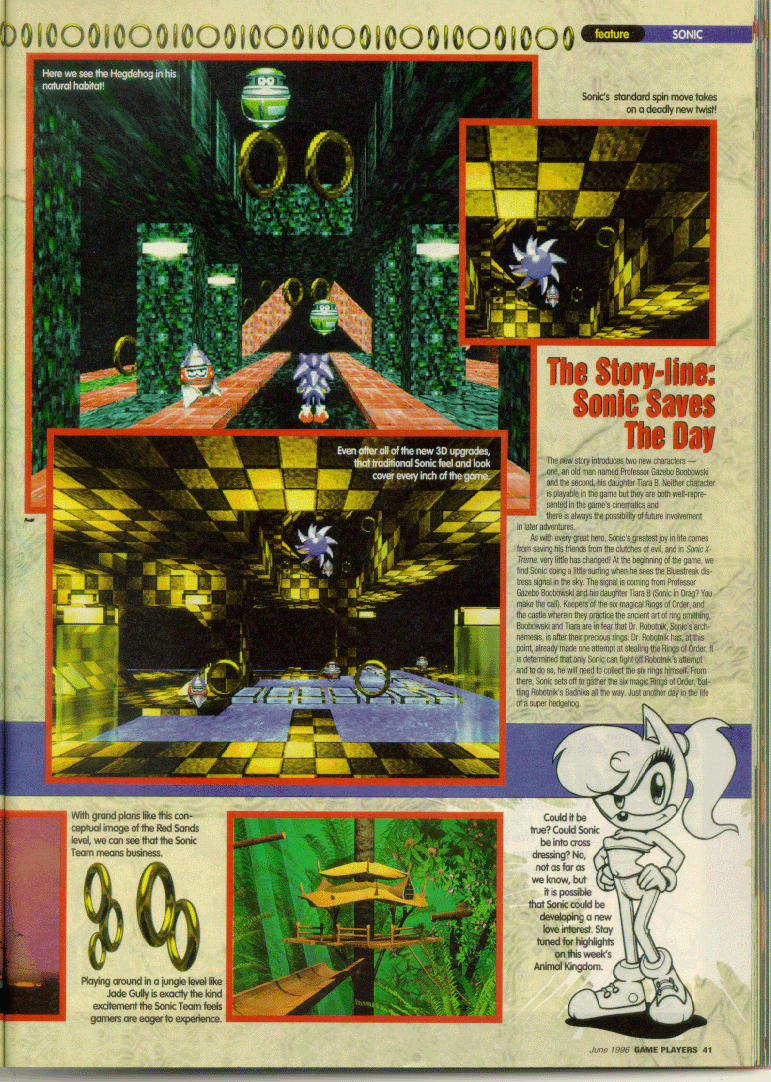 feature
SONIC
Here we see the Hegdehog in his
natural habitat!
Sonic's standard spin move takes
on a deadly new twist!
Even after all of the new 3D upgrades,
that traditional Sonic feel and look
cover every inch of the game.
The Story-line:
Sonic Saves
The Day
The new story introduces two new characters —
one, an old man named Professor Gazebo Boobowski
and the second, his daughter Tiara B. Neither character
is playable in the game but they are both well-repre-
sented in the game's cinematics and
there is always the possibility of future involvement
in later adventures.
As with every great hero, Sonic's greatest joy in life comes
from saving his friends from the clutches of evil, and in Sonic X-
Treme, very little has changed! At the beginning of the game, we
find Sonic doing a little surfing when he sees the Bluestreak dis-
tress signal in the sky. The signal is coming from Professor
Gazebo Boobowski and his daughter Tiara B (Sonic in Drag? You
make the call). Keepers of the six magical Rings of Order, and
the castle wherein they practice the ancient art of ring smithing,
Boobowski and Tiara are in fear that Dr. Robotnik, Sonic's arch-
nemesis, is after their precious rings. Dr. Robotnik has, at this
point, already made one attempt at stealing the Rings of Order. It
is determined that only Sonic can fight off Robotnik's attempt
and to do so, he will need to collect the six rings himself. From
there, Sonic sets off to gather the six magic Rings of Order, bat-
tling Robotnik's Badniks all the way. Just another day in the life
of a super hedgehog.
With grand plans like this con-
ceptual image of the Red Sands
level, we can see that the Sonic
Team means business.
Playing around in a jungle level like
Jade Gully is exactly the kind
excitement the Sonic Team feels
gamers are eager to experience.
Could it be
true? Could Sonic
be into cross
dressing? No,
not as far as
we know, but
it is possible
that Sonic could be
developing a new
love interest. Stay
tuned for highlights
on this week's
Animal Kingdom.
June 1996 GAME PLAYERS 41